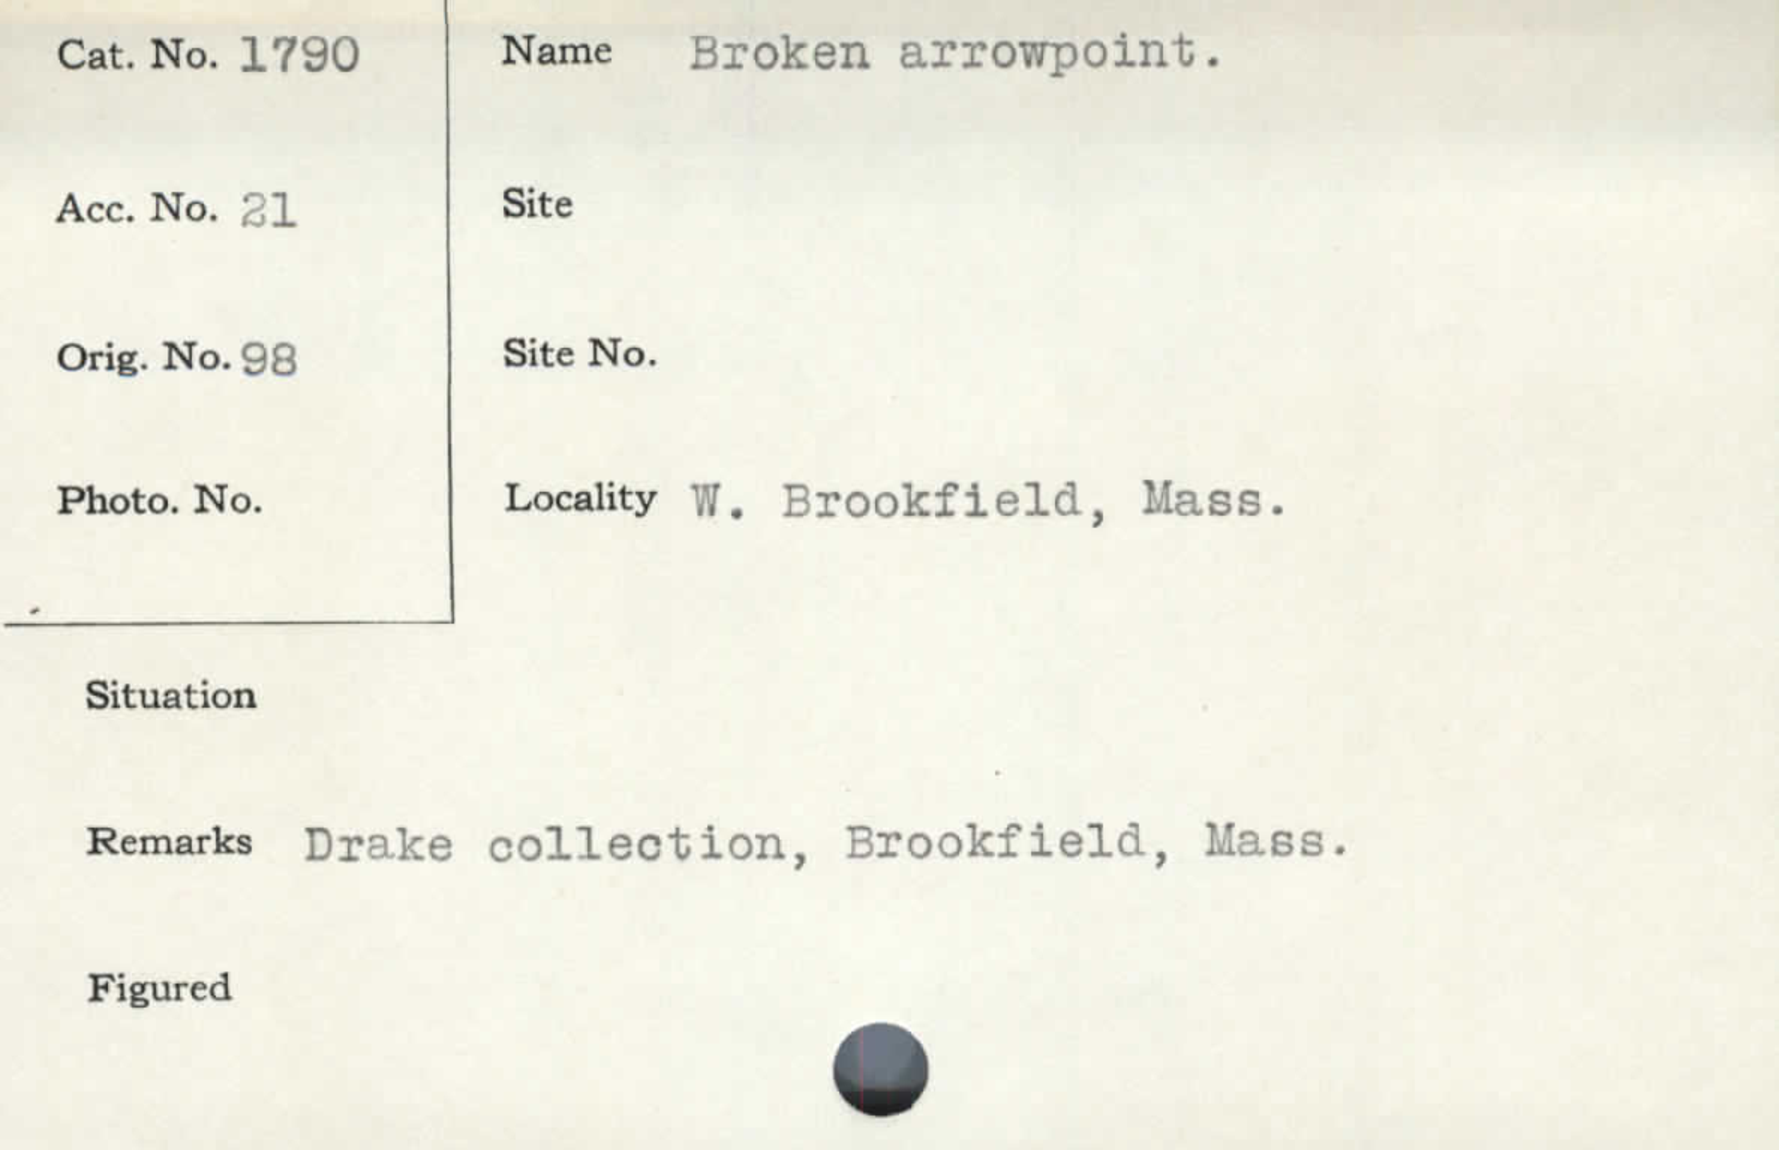 Cat. No. 1790
Name Broken arrowpoint.
Acc. No. 21
Site
Orig. No. 98
Site No.
Photo. No.
Locality W. Brookfield, Mass.
Situation
Remarks Drake collection, Brookfield, Mass.
Figured